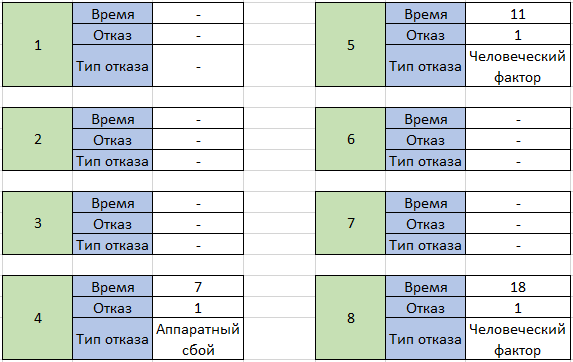 1
Время -
Отказ -
Тип отказа -
2
Время -
Отказ -
Тип отказа -
3
Время -
Отказ -
Тип отказа -
4
Время 7
Отказ 1
Тип отказа Аппаратный
сбой
5
Время 11
Отказ 1
Тип отказа Человеческий
фактор
6
Время -
Отказ -
Тип отказа -
7
Время -
Отказ -
Тип отказа -
8
Время 18
Отказ 1
Тип отказа Человеческий
фактор